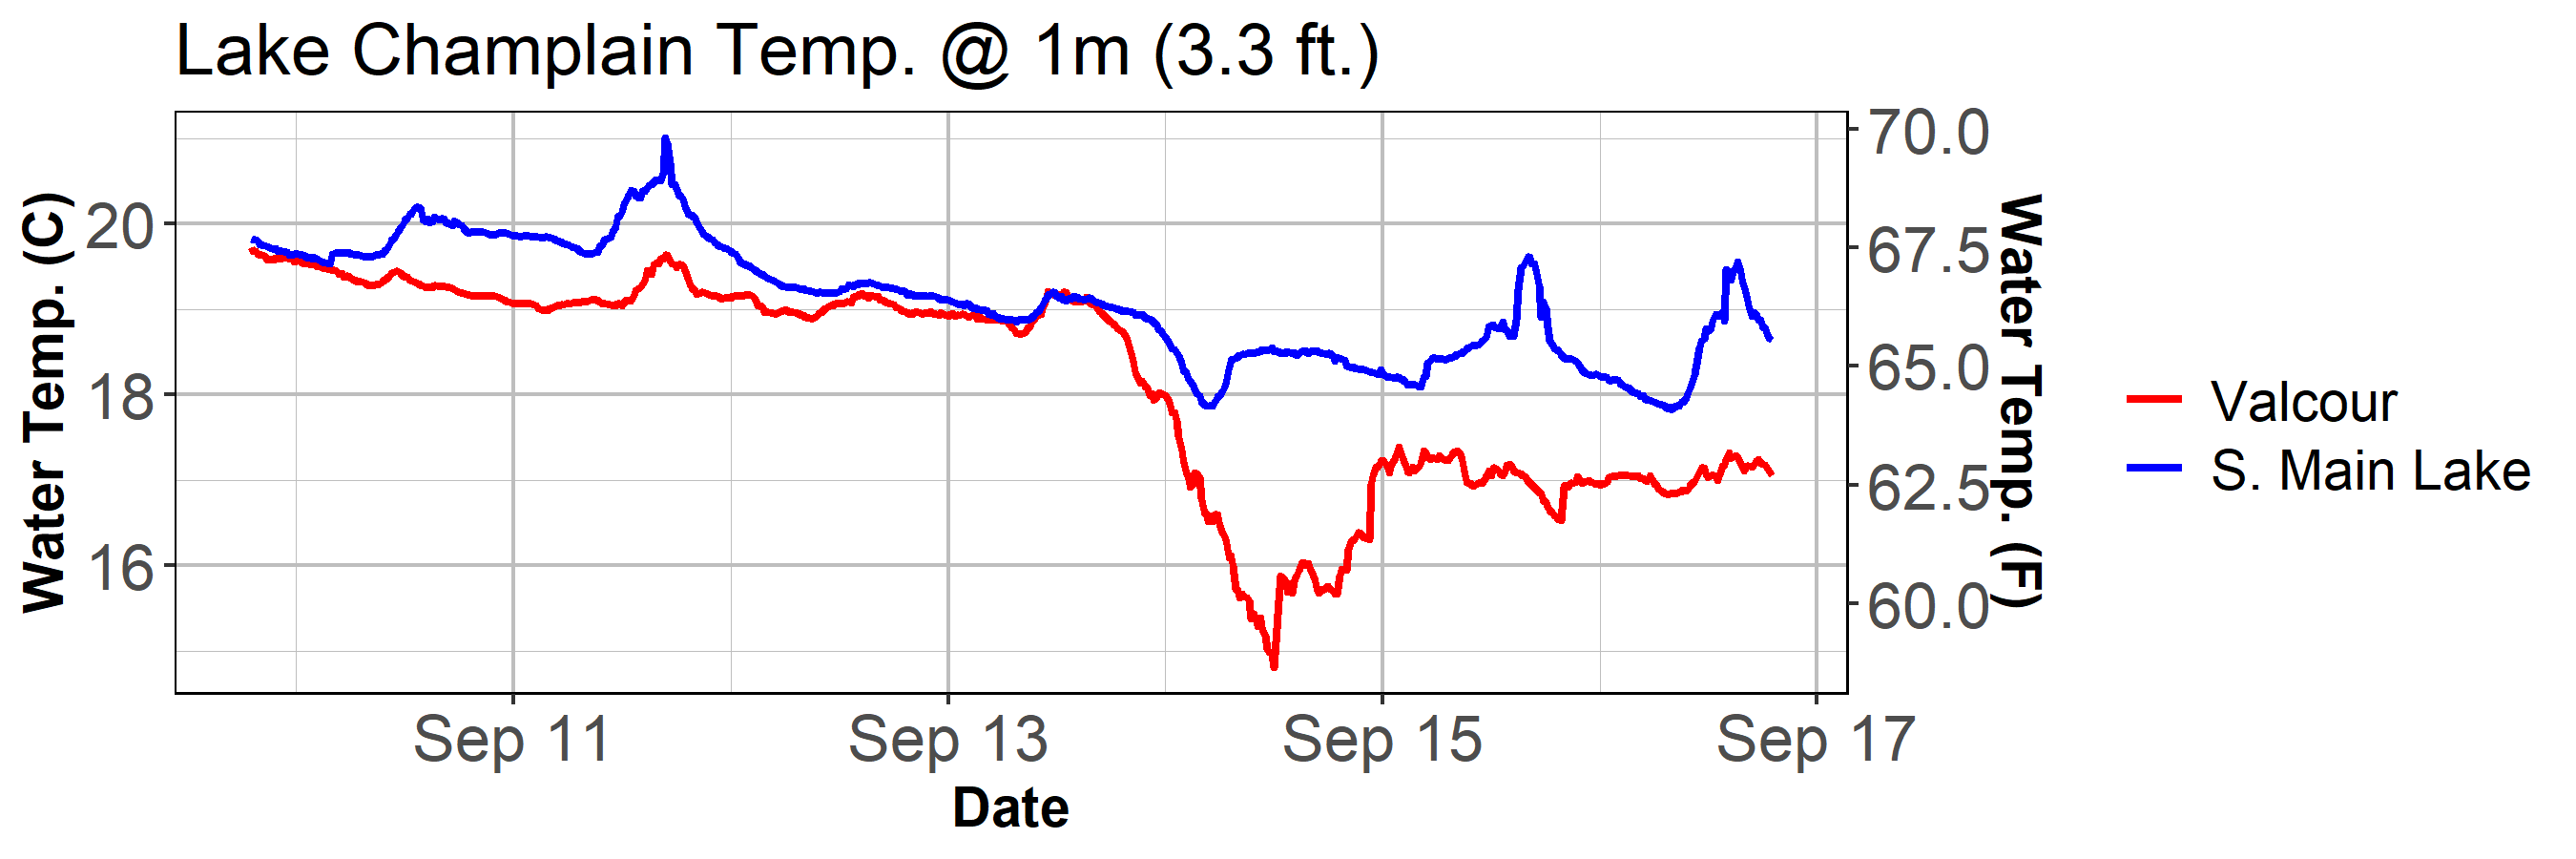 Lake Champlain Temp. @ 1m (3.3 ft.)
Water Temp. (C)
20
18
16
70.0
67.5
65.0
62.5
60.0
Water Temp. (F)
Sep 11
Sep 13
Sep 15
Sep 17
Date
Valcour
S. Main Lake